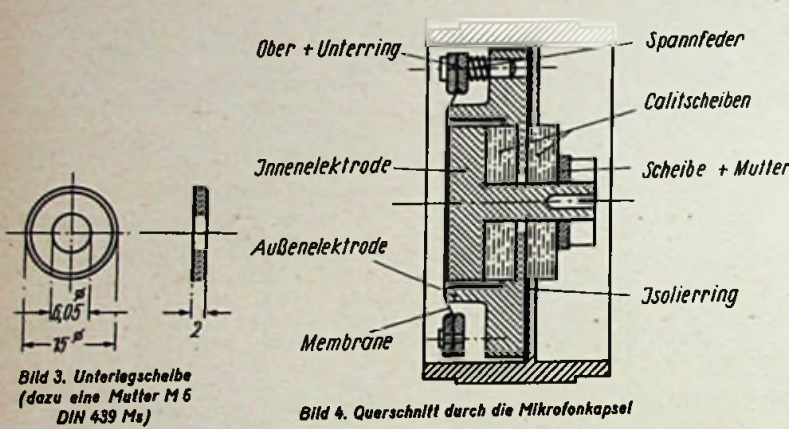 Ober + Unterring
Spannfeder
Calitscheiben
Innenelektrode
Scheibe + Mutter
Außenelektrode
Isolierring
Membrane
6,05 ⌀
15 ⌀
2
Bild 3. Unterlegscheibe
(dazu eine Mutter M 6
DIN 439 Ms)
Bild 4. Querschnitt durch die Mikrofonkapsel